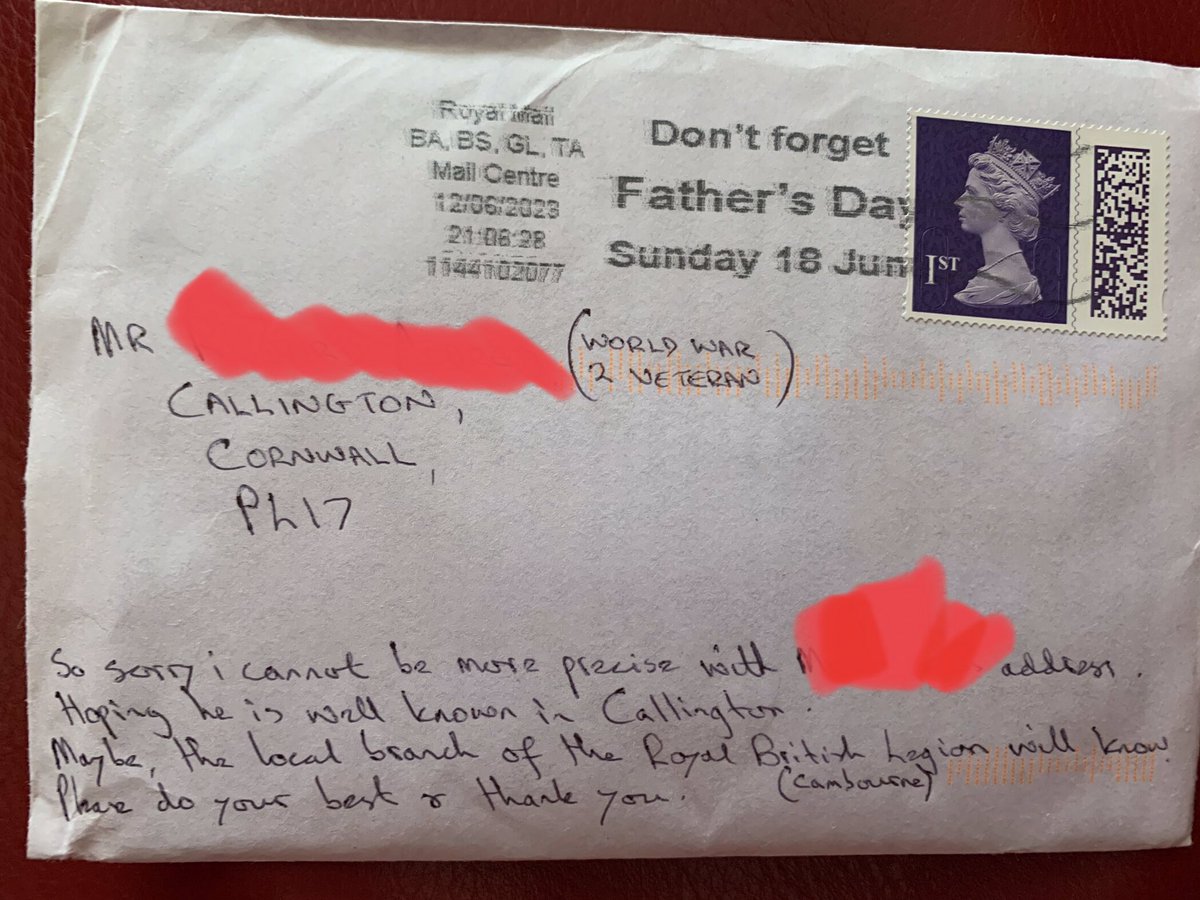 Royal Mail
BA, BS, GL, TA
Mail Centre
12/06/2023
21:06:28
1144102077
Don't forget
Father's Day
Sunday 18 June
1ST
MR
(WORLD WAR
2 VETERAN)
CALLINGTON,
CORNWALL,
PL17
So sorry i cannot be more precise with address.
Hoping he is well known in Callington.
Maybe, the local branch of the Royal British Legion will know.
(Cambourne)
Please do your best & thank you.